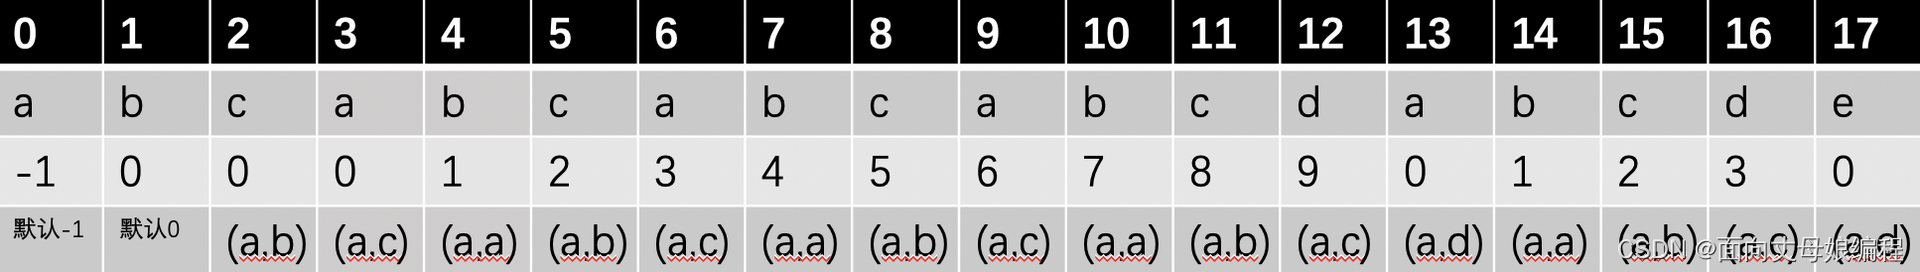 0 1 2 3 4 5 6 7 8 9 10 11 12 13 14 15 16 17
a b c a b c a b c a b c d a b c d e
-1 0 0 0 1 2 3 4 5 6 7 8 9 0 1 2 3 0
默认-1 默认0 (a,b) (a,c) (a,a) (a,b) (a,c) (a,a) (a,b) (a,c) (a,a) (a,b) (a,c) (a,d) (a,a) (a,b) (a,c) (a,d)
CSDN @面向丈母娘编程